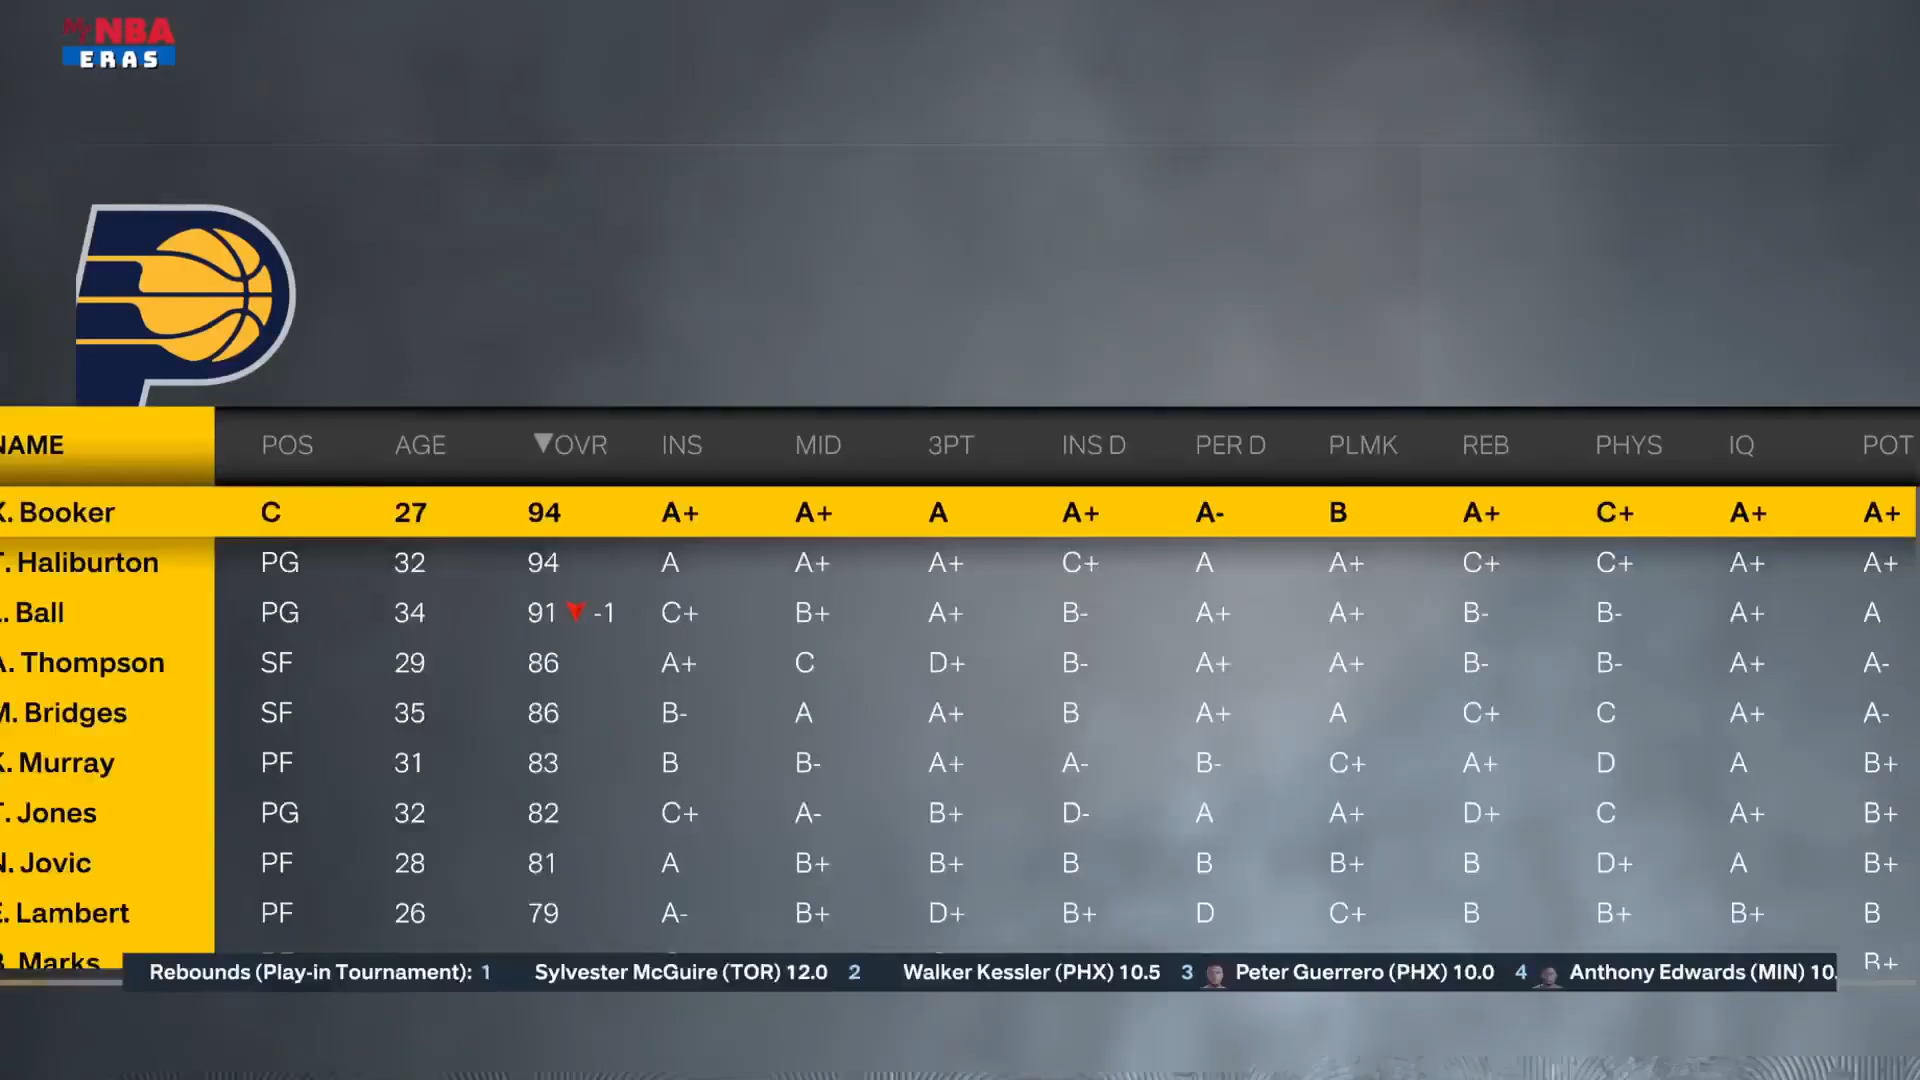 My NBA
ERAS
NAME POS AGE ▼OVR INS MID 3PT INS D PER D PLMK REB PHYS IQ POT
K. Booker C 27 94 A+ A+ A A+ A- B A+ C+ A+ A+
T. Haliburton PG 32 94 A A+ A+ C+ A A+ C+ C+ A+ A+
L. Ball PG 34 91 -1 C+ B+ A+ B- A+ A+ B- B- A+ A
A. Thompson SF 29 86 A+ C D+ B- A+ A+ B- B- A+ A-
M. Bridges SF 35 86 B- A A+ B A+ A C+ C A+ A-
K. Murray PF 31 83 B B- A+ A- B- C+ A+ D A B+
T. Jones PG 32 82 C+ A- B+ D- A A+ D+ C A+ B+
N. Jovic PF 28 81 A B+ B+ B B B+ B D+ A B+
E. Lambert PF 26 79 A- B+ D+ B+ D C+ B B+ B+ B
Marks B+
Rebounds (Play-in Tournament): 1 Sylvester McGuire (TOR) 12.0 2 Walker Kessler (PHX) 10.5 3 Peter Guerrero (PHX) 10.0 4 Anthony Edwards (MIN) 10.